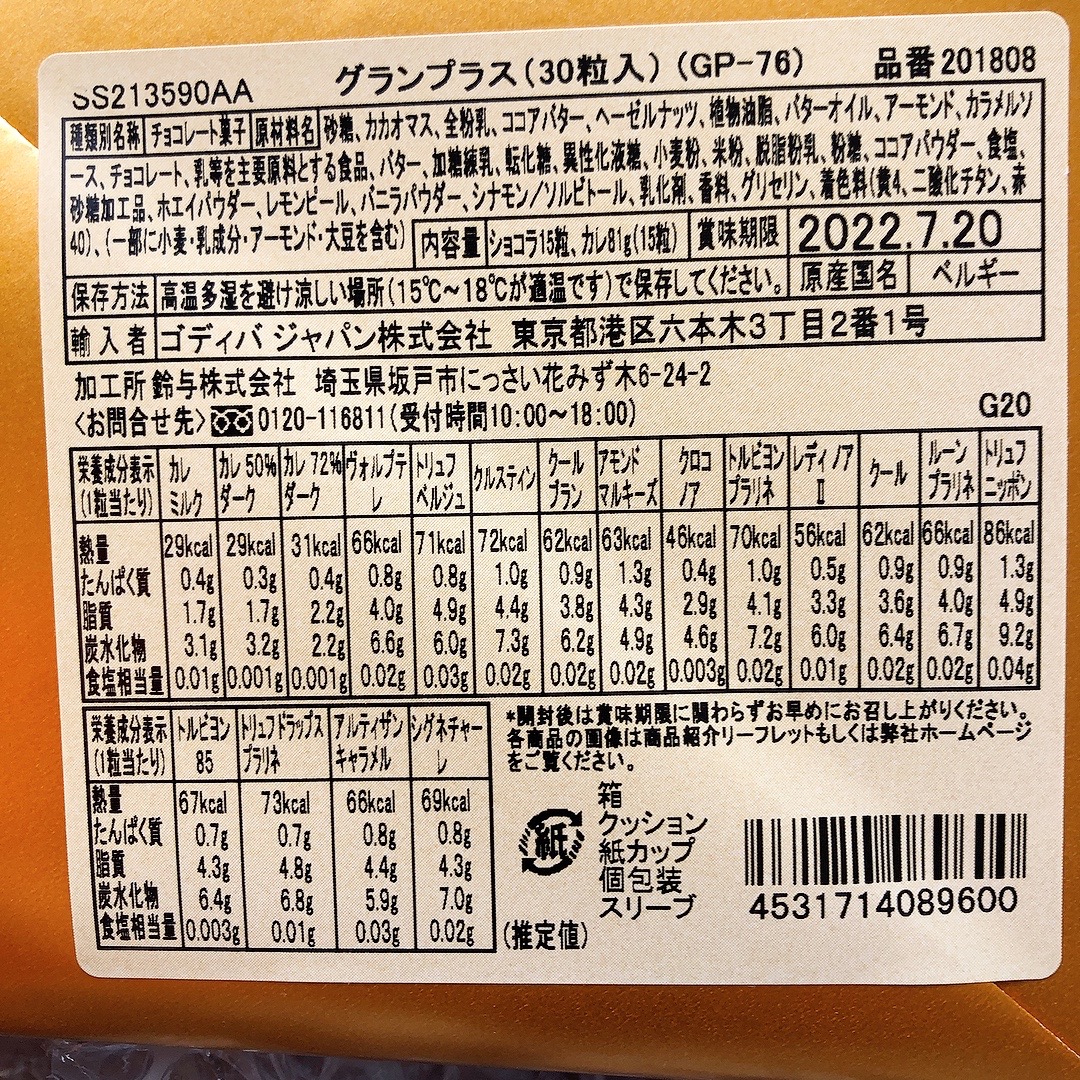 SS213590AA グランプラス(30粒入) (GP-76) 品番201808
種類別名称 チョコレート菓子 原材料名 砂糖、カカオマス、全粉乳、ココアバター、ヘーゼルナッツ、植物油脂、バターオイル、アーモンド、カラメルソ
ース、チョコレート、乳等を主要原料とする食品、バター、加糖練乳、転化糖、異性化液糖、小麦粉、米粉、脱脂粉乳、粉糖、ココアパウダー、食塩、
砂糖加工品、ホエイパウダー、レモンピール、バニラパウダー、シナモン/ソルビトール、乳化剤、香料、グリセリン、着色料(黄4、二酸化チタン、赤
40)、(一部に小麦・乳成分・アーモンド・大豆を含む) 内容量 ショコラ15粒、カレ81g(15粒) 賞味期限 2022.7.20
保存方法 高温多湿を避け涼しい場所(15℃～18℃が適温です)で保存してください。 原産国名 ベルギー
輸入者 ゴディバ ジャパン株式会社 東京都港区六本木3丁目2番1号
加工所 鈴与株式会社 埼玉県坂戸市にっさい花みず木6-24-2
<お問合せ先> 0120-116811(受付時間10:00～18:00) G20
栄養成分表示 カレ カレ 50% カレ 72% ヴォルプテ トリュフ クルスティン クール アモンド クロコ トルビヨン レディ ノア クール ルーン トリュフ
(1粒当たり) ミルク ダーク ダーク レ ベルジュ ブラン マルキーズ ノア プラリネ Ⅱ プラリネ ニッポン
熱量 29kcal 29kcal 31kcal 66kcal 71kcal 72kcal 62kcal 63kcal 46kcal 70kcal 56kcal 62kcal 66kcal 86kcal
たんぱく質 0.4g 0.3g 0.4g 0.8g 0.8g 1.0g 0.9g 1.3g 0.4g 1.0g 0.5g 0.9g 0.9g 1.3g
脂質 1.7g 1.7g 2.2g 4.0g 4.9g 4.4g 3.8g 4.3g 2.9g 4.1g 3.3g 3.6g 4.0g 4.9g
炭水化物 3.1g 3.2g 2.2g 6.6g 6.0g 7.3g 6.2g 4.9g 4.6g 7.2g 6.0g 6.4g 6.7g 9.2g
食塩相当量 0.01g 0.001g 0.001g 0.02g 0.03g 0.02g 0.02g 0.02g 0.003g 0.02g 0.01g 0.02g 0.02g 0.04g
栄養成分表示 トルビヨン トリュフドラップス アルティザン シグネチャー
(1粒当たり) 85 プラリネ キャラメル レ
熱量 67kcal 73kcal 66kcal 69kcal
たんぱく質 0.7g 0.7g 0.8g 0.8g
脂質 4.3g 4.8g 4.4g 4.3g
炭水化物 6.4g 6.8g 5.9g 7.0g
食塩相当量 0.003g 0.01g 0.03g 0.02g (推定値)
*開封後は賞味期限に関わらずお早めにお召し上がりください。
各商品の画像は商品紹介リーフレットもしくは弊社ホームページ
をご覧ください。
紙
箱
クッション
紙カップ
個包装
スリーブ
4531714089600